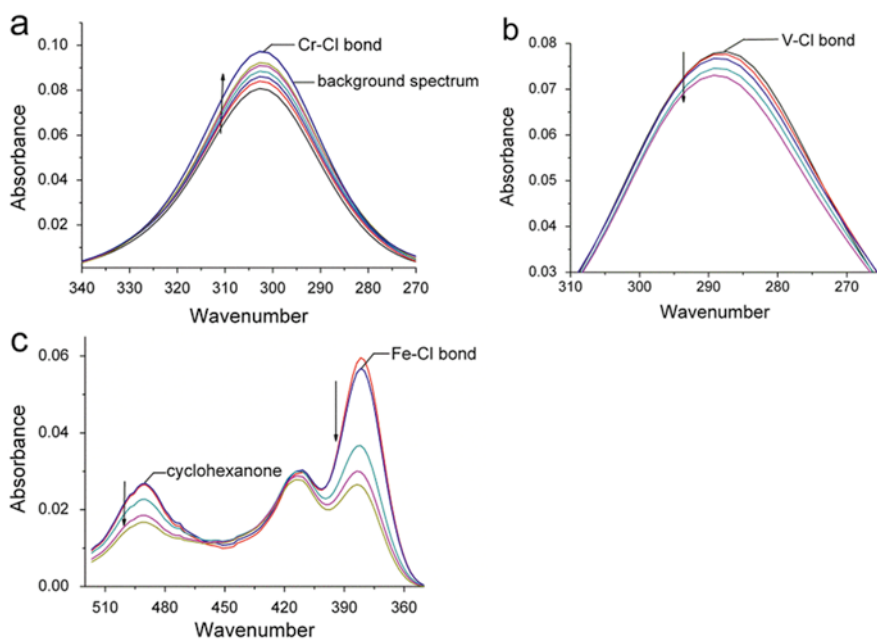 a
Cr-Cl bond
background spectrum
0.10
0.08
0.06
0.04
0.02
Absorbance
340 330 320 310 300 290 280 270
Wavenumber
b
V-Cl bond
0.08
0.07
0.06
0.05
0.04
0.03
Absorbance
310 300 290 280 270
Wavenumber
c
Fe-Cl bond
cyclohexanone
0.06
0.04
0.02
0.00
Absorbance
510 480 450 420 390 360
Wavenumber